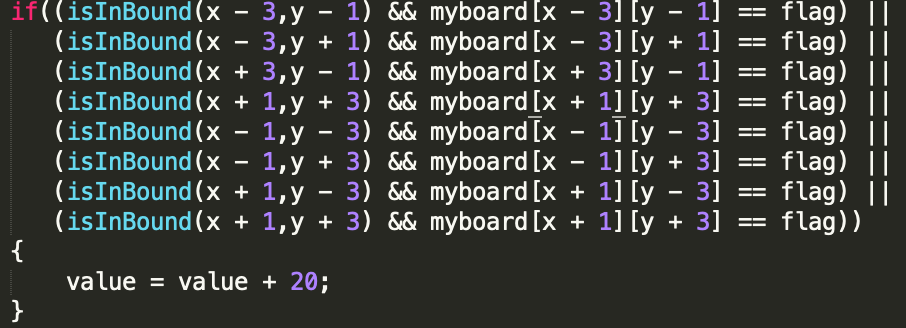 if((isInBound(x - 3,y - 1) && myboard[x - 3][y - 1] == flag) ||
(isInBound(x - 3,y + 1) && myboard[x - 3][y + 1] == flag) ||
(isInBound(x + 3,y - 1) && myboard[x + 3][y - 1] == flag) ||
(isInBound(x + 1,y + 3) && myboard[x + 1][y + 3] == flag) ||
(isInBound(x - 1,y - 3) && myboard[x - 1][y - 3] == flag) ||
(isInBound(x - 1,y + 3) && myboard[x - 1][y + 3] == flag) ||
(isInBound(x + 1,y - 3) && myboard[x + 1][y - 3] == flag) ||
(isInBound(x + 1,y + 3) && myboard[x + 1][y + 3] == flag))
{
value = value + 20;
}